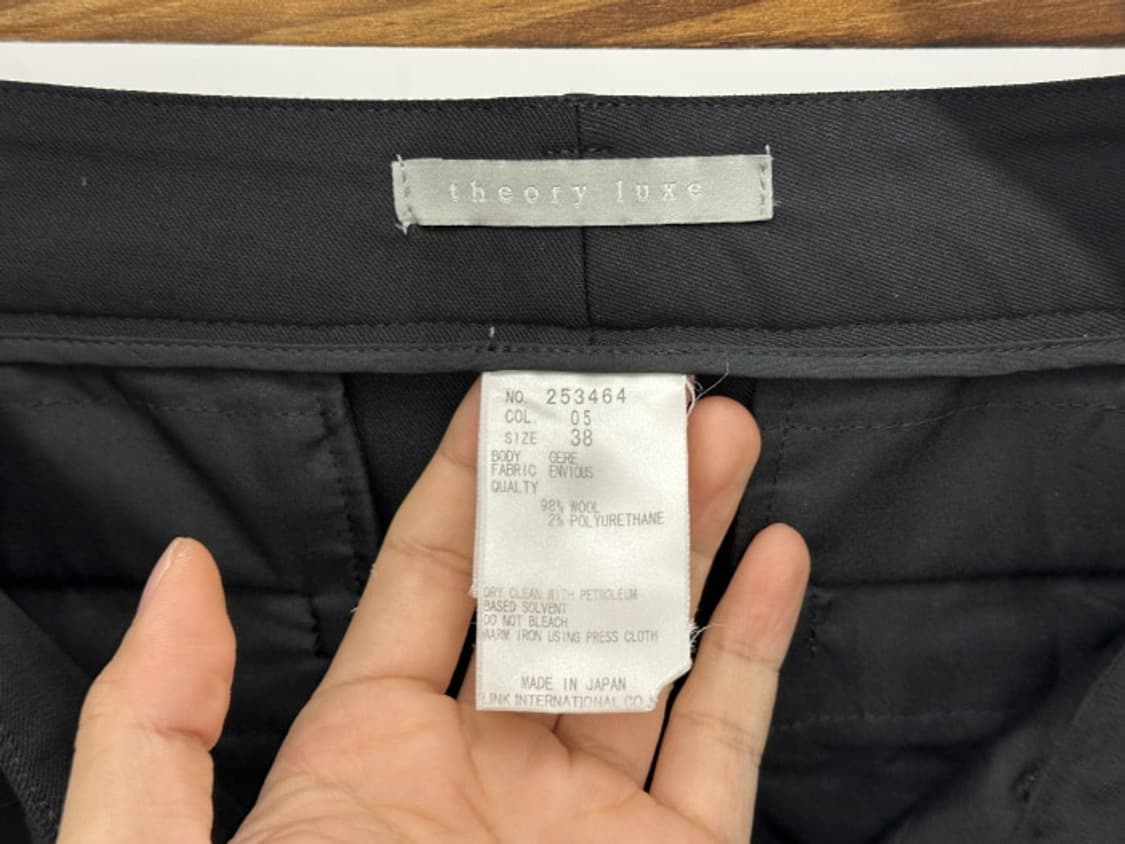 theory luxe
NO. 253464
COL. 05
SIZE 38
BODY GERE
FABRIC ENVIOUS
QUALTY
98% WOOL
2% POLYURETHANE
DRY CLEAN WITH PETROLEUM
BASED SOLVENT
DO NOT BLEACH
WARM IRON USING PRESS CLOTH
MADE IN JAPAN
LINK INTERNATIONAL CO.,